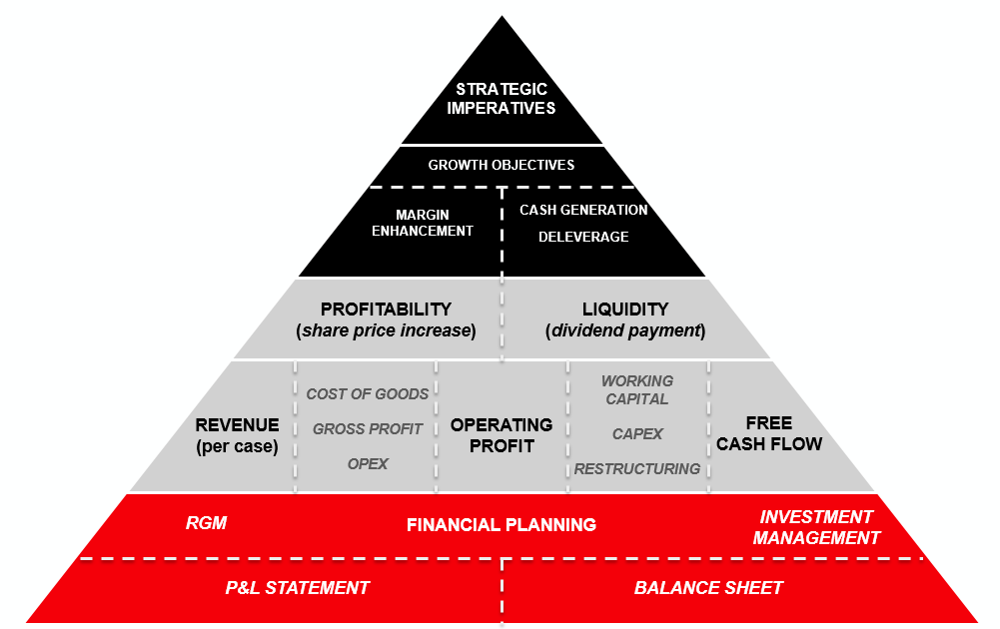 STRATEGIC
IMPERATIVES
GROWTH OBJECTIVES
MARGIN
ENHANCEMENT
CASH GENERATION
DELEVERAGE
PROFITABILITY
(share price increase)
LIQUIDITY
(dividend payment)
REVENUE
(per case)
COST OF GOODS
GROSS PROFIT
OPEX
OPERATING
PROFIT
WORKING
CAPITAL
CAPEX
RESTRUCTURING
FREE
CASH FLOW
RGM
FINANCIAL PLANNING
INVESTMENT
MANAGEMENT
P&L STATEMENT
BALANCE SHEET